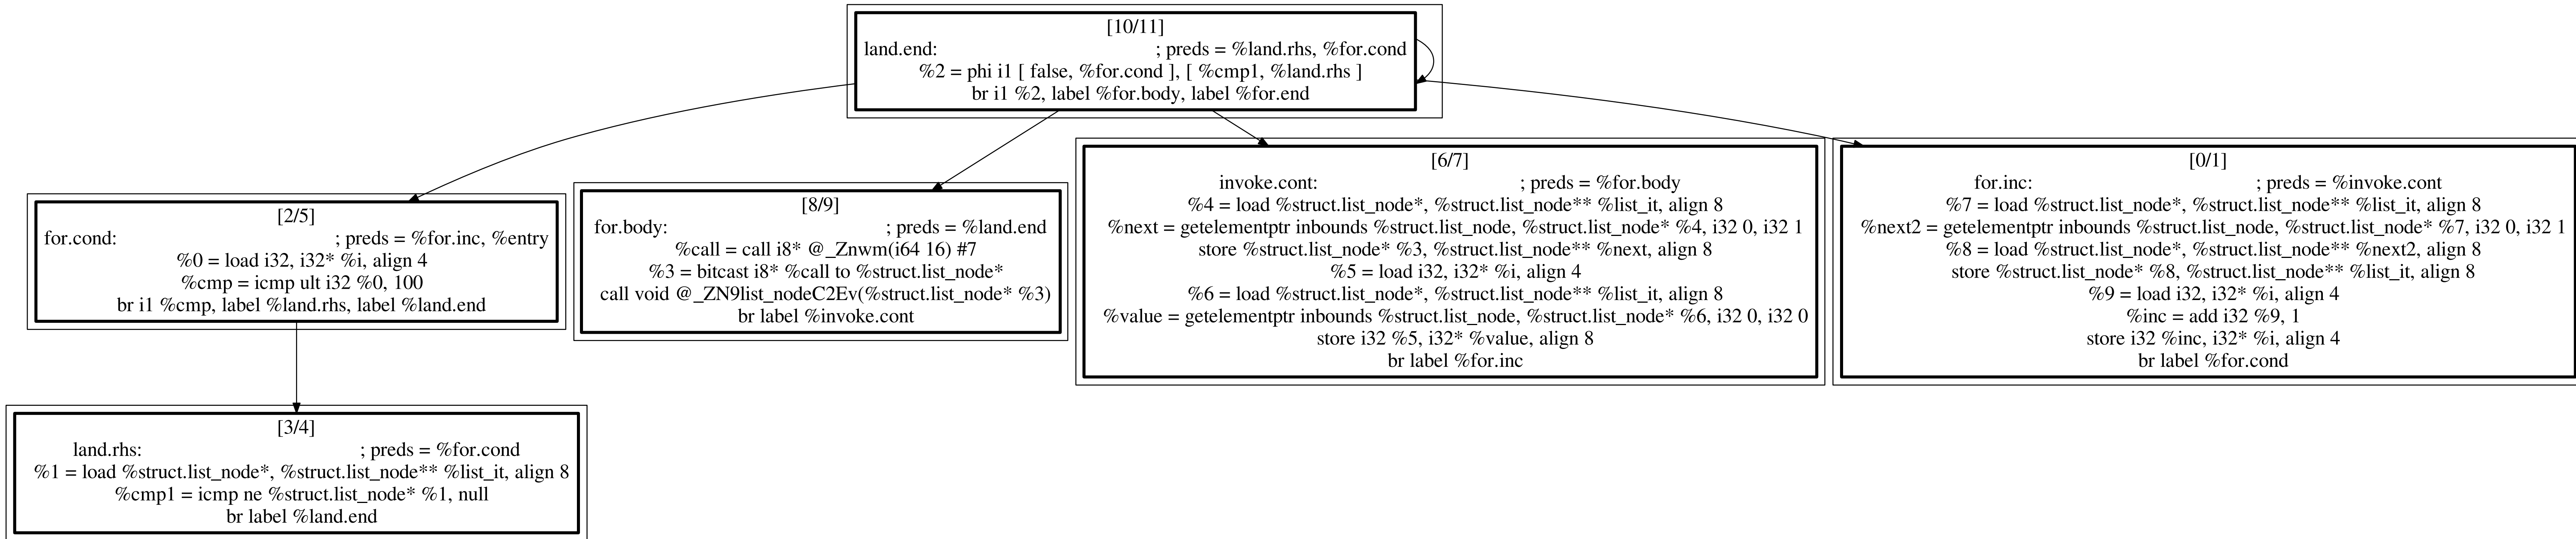 [10/11]
land.end: ; preds = %land.rhs, %for.cond
%2 = phi i1 [ false, %for.cond ], [ %cmp1, %land.rhs ]
br i1 %2, label %for.body, label %for.end
[2/5]
for.cond: ; preds = %for.inc, %entry
%0 = load i32, i32* %i, align 4
%cmp = icmp ult i32 %0, 100
br i1 %cmp, label %land.rhs, label %land.end
[8/9]
for.body: ; preds = %land.end
%call = call i8* @_Znwm(i64 16) #7
%3 = bitcast i8* %call to %struct.list_node*
call void @_ZN9list_nodeC2Ev(%struct.list_node* %3)
br label %invoke.cont
[6/7]
invoke.cont: ; preds = %for.body
%4 = load %struct.list_node*, %struct.list_node** %list_it, align 8
%next = getelementptr inbounds %struct.list_node, %struct.list_node* %4, i32 0, i32 1
store %struct.list_node* %3, %struct.list_node** %next, align 8
%5 = load i32, i32* %i, align 4
%6 = load %struct.list_node*, %struct.list_node** %list_it, align 8
%value = getelementptr inbounds %struct.list_node, %struct.list_node* %6, i32 0, i32 0
store i32 %5, i32* %value, align 8
br label %for.inc
[0/1]
for.inc: ; preds = %invoke.cont
%7 = load %struct.list_node*, %struct.list_node** %list_it, align 8
%next2 = getelementptr inbounds %struct.list_node, %struct.list_node* %7, i32 0, i32 1
%8 = load %struct.list_node*, %struct.list_node** %next2, align 8
store %struct.list_node* %8, %struct.list_node** %list_it, align 8
%9 = load i32, i32* %i, align 4
%inc = add i32 %9, 1
store i32 %inc, i32* %i, align 4
br label %for.cond
[3/4]
land.rhs: ; preds = %for.cond
%1 = load %struct.list_node*, %struct.list_node** %list_it, align 8
%cmp1 = icmp ne %struct.list_node* %1, null
br label %land.end